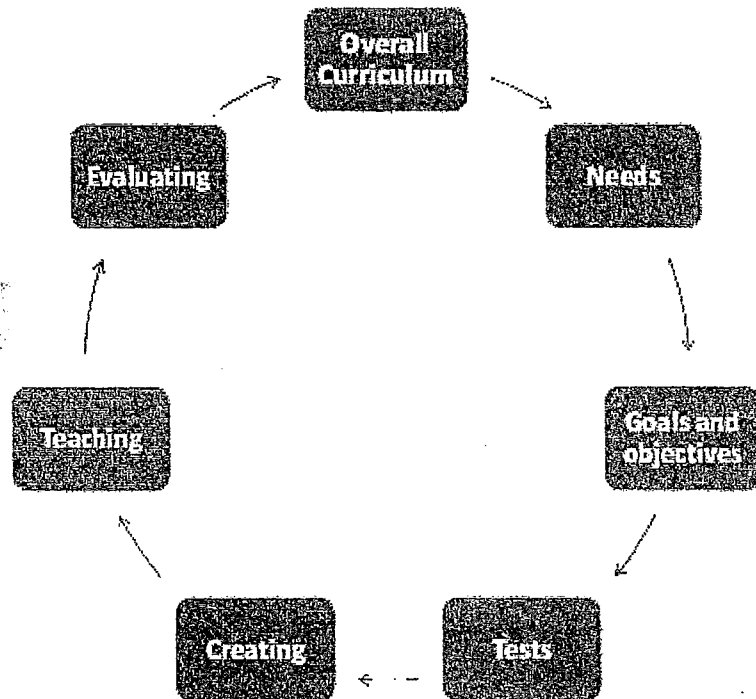 Overall
Curriculum
Needs
Goals and
objectives
Tests
Creating
Teaching
Evaluating